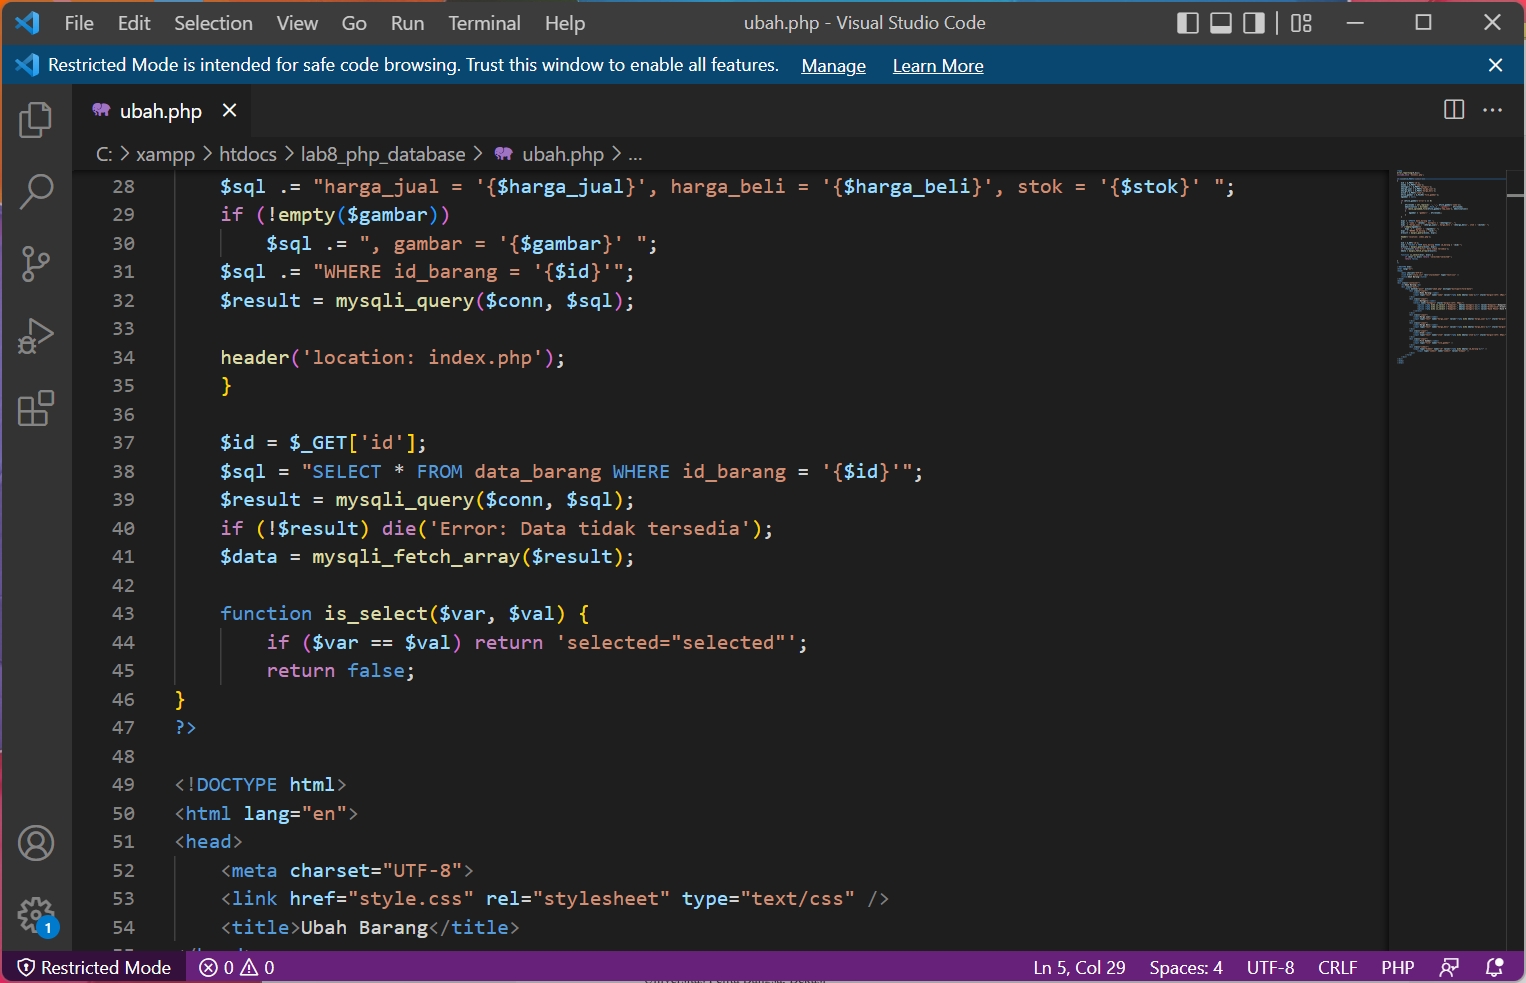 File Edit Selection View Go Run Terminal Help ubah.php - Visual Studio Code
Restricted Mode is intended for safe code browsing. Trust this window to enable all features. Manage Learn More
ubah.php
C: > xampp > htdocs > lab8_php_database > ubah.php > ...
28 $sql .= "harga_jual = '{$harga_jual}', harga_beli = '{$harga_beli}', stok = '{$stok}' ";
29 if (!empty($gambar))
30 $sql .= ", gambar = '{$gambar}' ";
31 $sql .= "WHERE id_barang = '{$id}'";
32 $result = mysqli_query($conn, $sql);
33
34 header('location: index.php');
35 }
36
37 $id = $_GET['id'];
38 $sql = "SELECT * FROM data_barang WHERE id_barang = '{$id}'";
39 $result = mysqli_query($conn, $sql);
40 if (!$result) die('Error: Data tidak tersedia');
41 $data = mysqli_fetch_array($result);
42
43 function is_select($var, $val) {
44 if ($var == $val) return 'selected="selected"';
45 return false;
46 }
47 ?>
48
49 <!DOCTYPE html>
50 <html lang="en">
51 <head>
52 <meta charset="UTF-8">
53 <link href="style.css" rel="stylesheet" type="text/css" />
54 <title>Ubah Barang</title>
1
Restricted Mode 0 0 Ln 5, Col 29 Spaces: 4 UTF-8 CRLF PHP